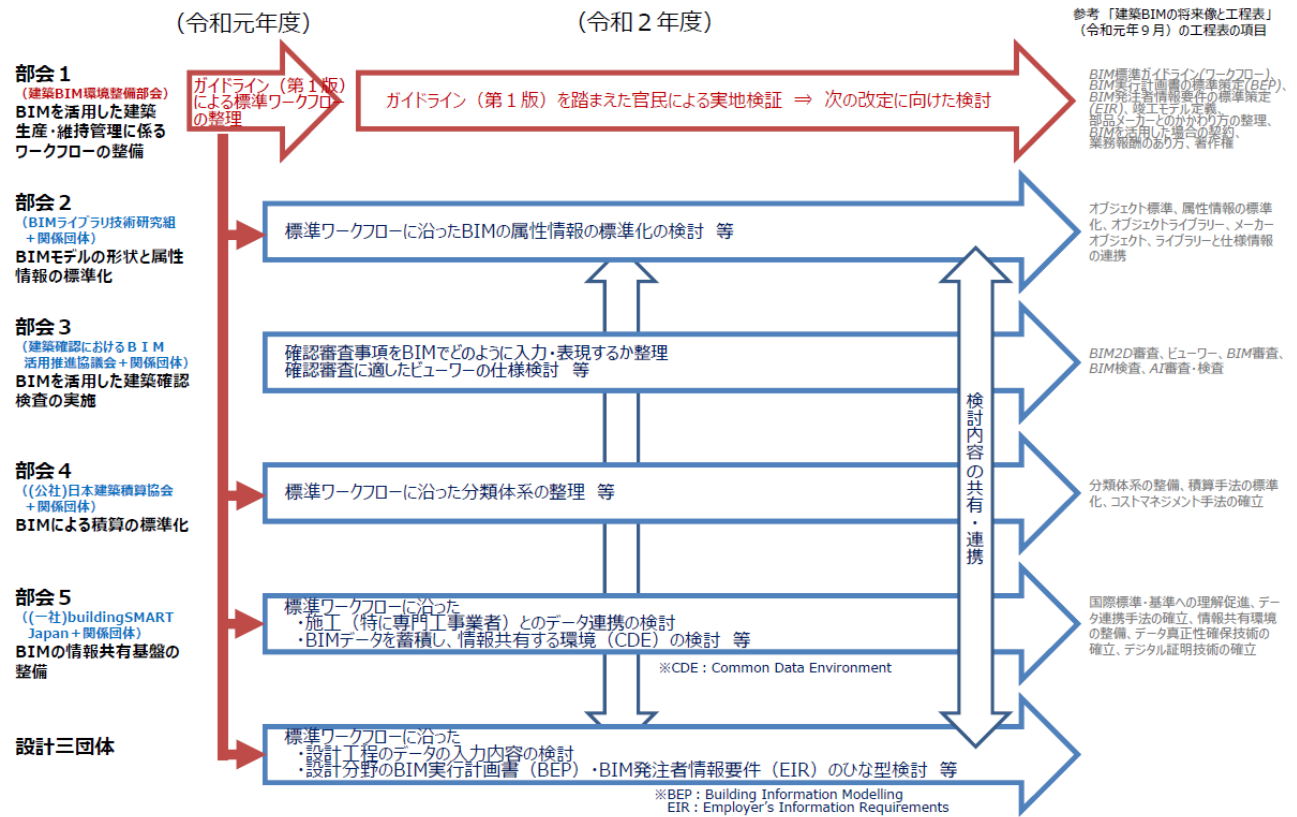 （令和元年度）
（令和２年度）
参考 「建築BIMの将来像と工程表」
（令和元年９月）の工程表の項目
部会１
（建築BIM環境整備部会）
BIMを活用した建築
生産・維持管理に係る
ワークフローの整備
ガイドライン（第１版）
による標準ワークフロー
の整理
ガイドライン（第１版）を踏まえた官民による実地検証 ⇒ 次の改定に向けた検討
BIM標準ガイドライン(ワークフロー)、
BIM実行計画書の標準策定(BEP)、
BIM発注者情報要件の標準策定
(EIR)、竣工モデル定義、
部品メーカーとのかかわり方の整理、
BIMを活用した場合の契約、
業務報酬のあり方、著作権
部会２
（BIMライブラリ技術研究組
＋関係団体）
BIMモデルの形状と属性
情報の標準化
標準ワークフローに沿ったBIMの属性情報の標準化の検討 等
オブジェクト標準、属性情報の標準
化、オブジェクトライブラリー、メーカー
オブジェクト、ライブラリーと仕様情報
の連携
部会３
（建築確認におけるＢＩＭ
活用推進協議会＋関係団体）
BIMを活用した建築確認
検査の実施
確認審査事項をBIMでどのように入力・表現するか整理
確認審査に適したビューワーの仕様検討 等
BIM2D審査、ビューワー、BIM審査、
BIM検査、AI審査・検査
検討内容の共有・連携
部会４
（(公社)日本建築積算協会
＋関係団体）
BIMによる積算の標準化
標準ワークフローに沿った分類体系の整理 等
分類体系の整備、積算手法の標準
化、コストマネジメント手法の確立
部会５
（(一社)buildingSMART
Japan＋関係団体）
BIMの情報共有基盤の
整備
標準ワークフローに沿った
・施工（特に専門工事業者）とのデータ連携の検討
・BIMデータを蓄積し、情報共有する環境（CDE）の検討 等
※CDE：Common Data Environment
国際標準・基準への理解促進、デー
タ連携手法の確立、情報共有環境
の整備、データ真正性確保技術の
確立、デジタル証明技術の確立
設計三団体
標準ワークフローに沿った
・設計工程のデータの入力内容の検討
・設計分野のBIM実行計画書（BEP）・BIM発注者情報要件（EIR）のひな型検討 等
※BEP：Building Information Modelling
EIR：Employer's Information Requirements